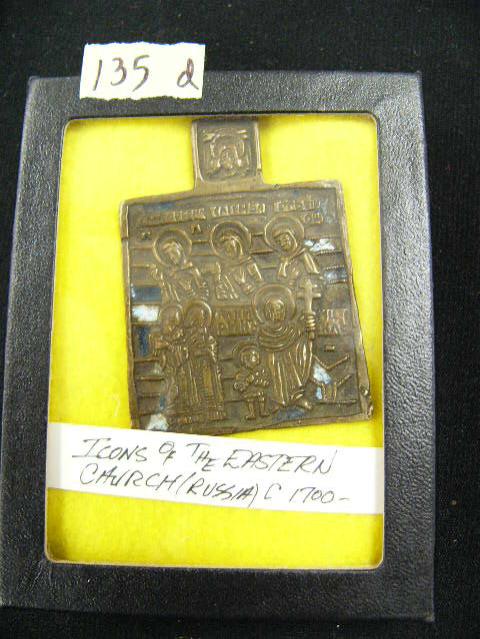 135 d
ICONS OF THE EASTERN
CHURCH (RUSSIA) C 1700-